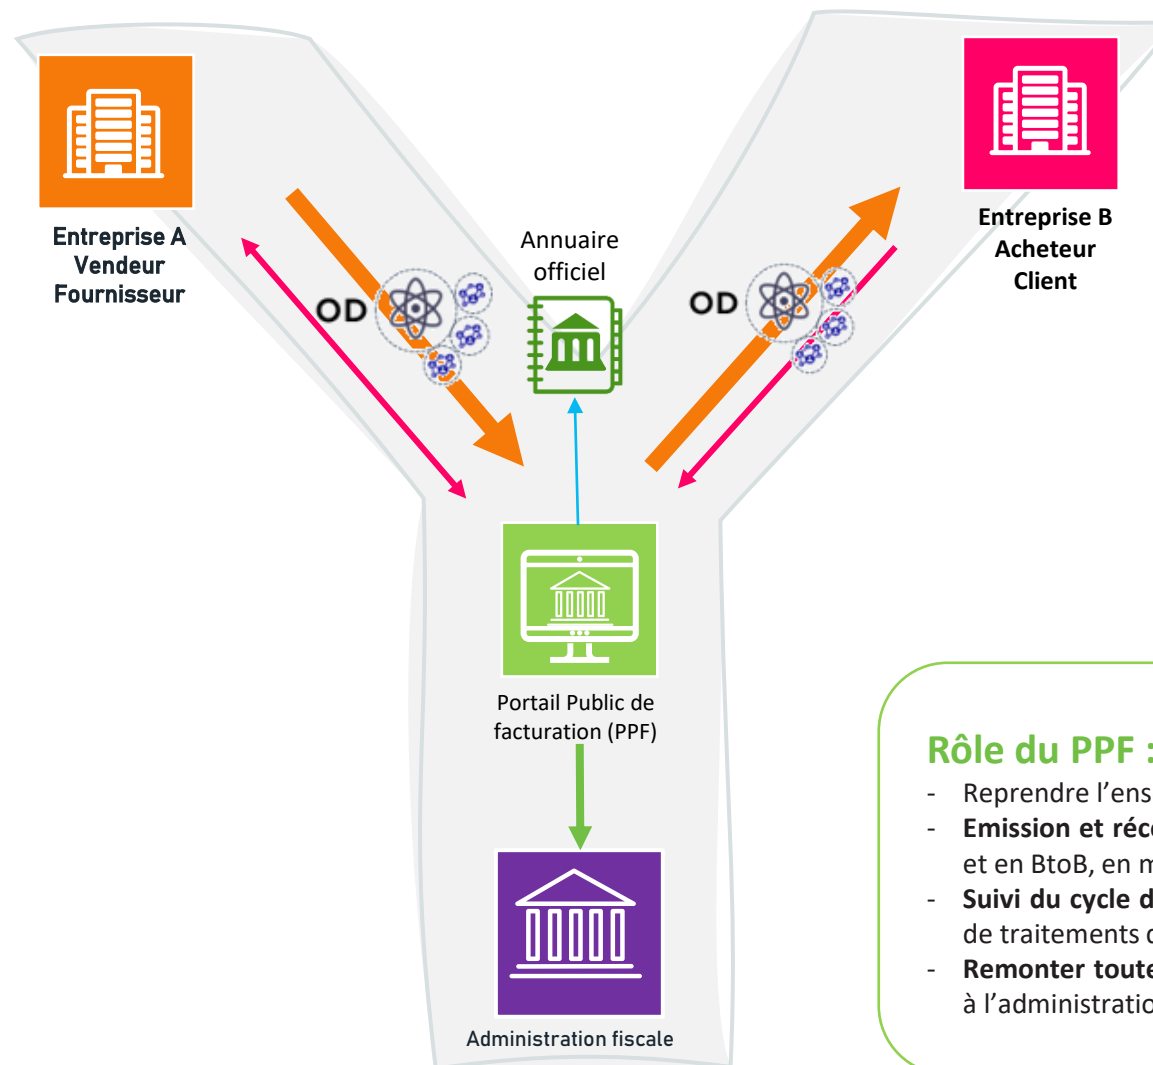 Entreprise A
Vendeur
Fournisseur
Entreprise B
Acheteur
Client
Annuaire
officiel
OD
OD
Portail Public de
facturation (PPF)
Administration fiscale
Rôle du PPF :
- Reprendre l’ens
- Emission et réc
et en BtoB, en m
- Suivi du cycle d
de traitements
- Remonter toute
à l’administratio